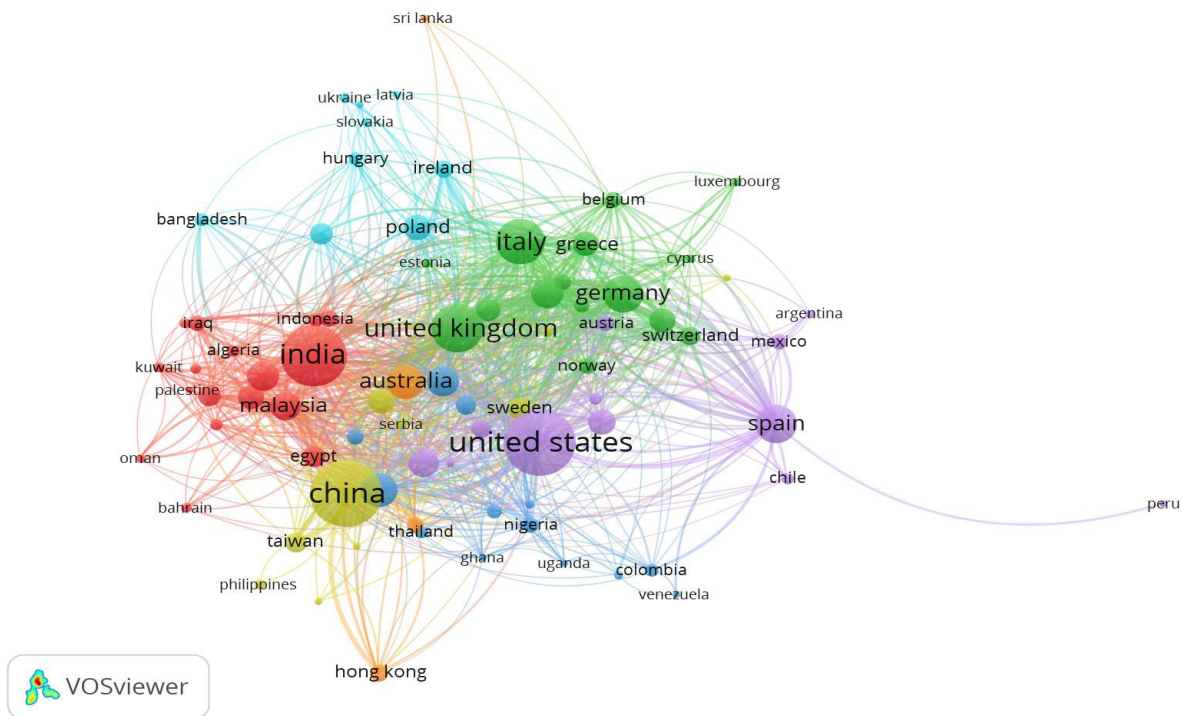 sri lanka
ukraine
latvia
slovakia
hungary
ireland
luxembourg
belgium
bangladesh
poland
italy
greece
estonia
cyprus
germany
argentina
iraq
indonesia
united kingdom
austria
switzerland
mexico
algeria
india
kuwait
norway
palestine
australia
malaysia
sweden
serbia
spain
united states
egypt
oman
chile
china
bahrain
peru
thailand
nigeria
taiwan
ghana
uganda
colombia
philippines
venezuela
hong kong
VOSviewer